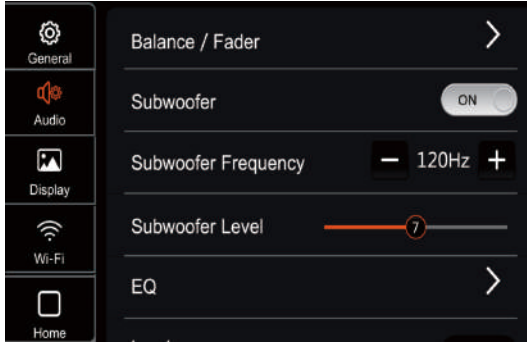 General
Audio
Display
Wi-Fi
Home
Balance / Fader
Subwoofer
ON
Subwoofer Frequency
120Hz
Subwoofer Level
7
EQ